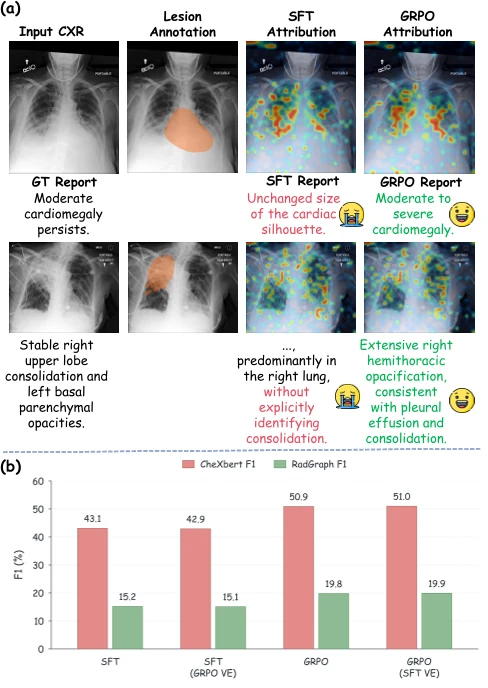 (a)
Input CXR
Lesion
Annotation
SFT
Attribution
GRPO
Attribution
PORTABLE
PORTABLE
PORTABLE
PORTABLE
GT Report
Moderate
cardiomegaly
persists.
SFT Report
Unchanged size
of the cardiac
silhouette.
GRPO Report
Moderate to
severe
cardiomegaly.
Stable right
upper lobe
consolidation and
left basal
parenchymal
opacities.
...,
predominantly in
the right lung,
without
explicitly
identifying
consolidation.
Extensive right
hemithoracic
opacification,
consistent
with pleural
effusion and
consolidation.
(b)
CheXbert F1
RadGraph F1
F1 (%)
60
50
40
30
20
10
0
43.1
15.2
42.9
15.1
50.9
19.8
51.0
19.9
SFT
SFT
(GRPO VE)
GRPO
GRPO
(SFT VE)